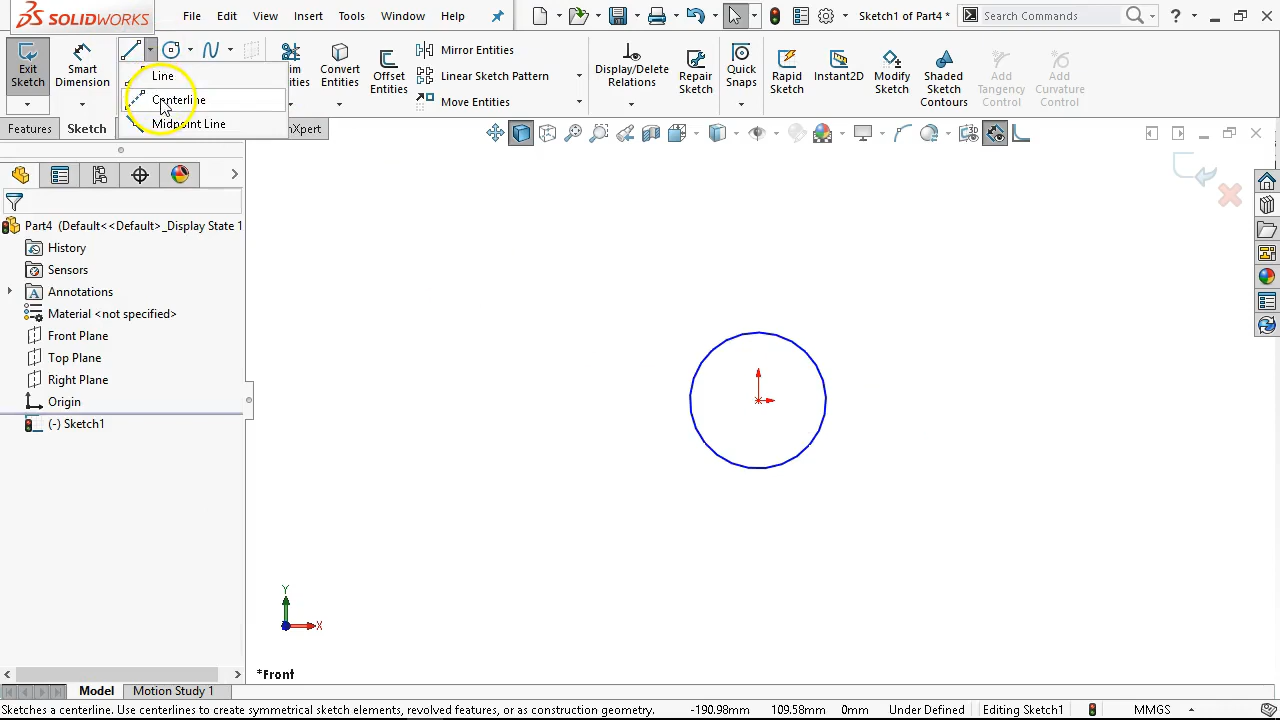 SOLIDWORKS File Edit View Insert Tools Window Help Sketch1 of Part4 * Search Commands ?
Exit Sketch
Smart Dimension
Convert Entities
Offset Entities
Mirror Entities
Linear Sketch Pattern
Move Entities
Display/Delete Relations
Repair Sketch
Quick Snaps
Rapid Sketch
Instant2D
Modify Sketch
Shaded Sketch Contours
Add Tangency Control
Add Curvature Control
Line
Centerline
Midpoint Line
Features Sketch
Part4 (Default<<Default>_Display State 1
History
Sensors
A Annotations
Material <not specified>
Front Plane
Top Plane
Right Plane
Origin
(-) Sketch1
Y
X
*Front
Model Motion Study 1
Sketches a centerline. Use centerlines to create symmetrical sketch elements, revolved features, or as construction geometry. -190.98mm 109.58mm 0mm Under Defined Editing Sketch1 MMGS